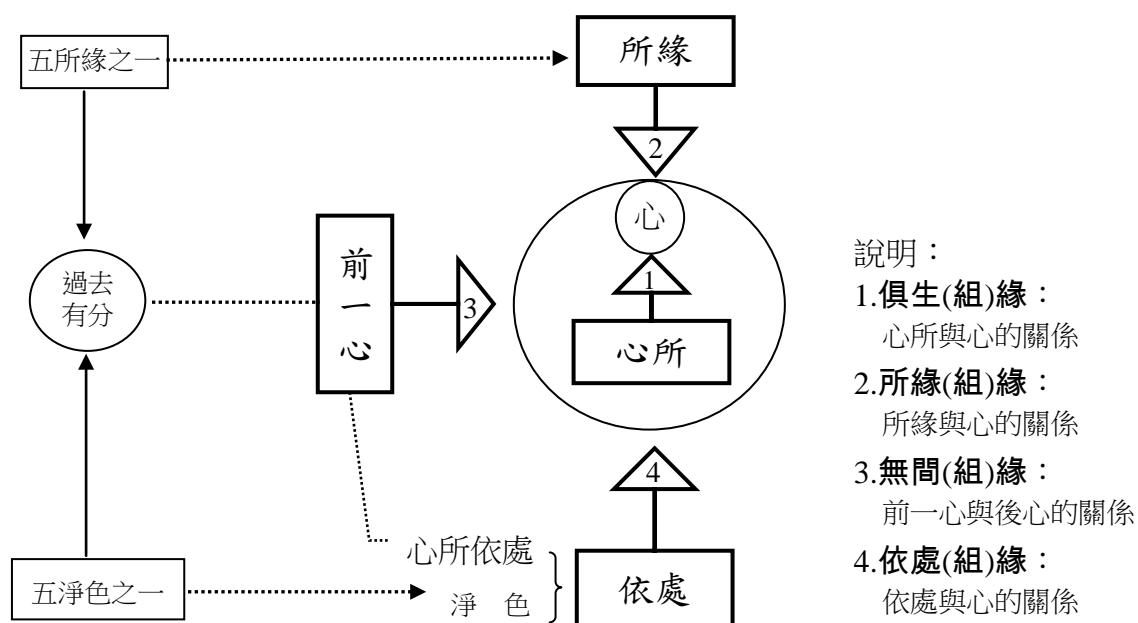 五所緣之一
所緣
2
心
過去
有分
前
一
心
3
1
心所
4
心所依處
五淨色之一
淨 色
依處
說明：
1.俱生(組)緣：
心所與心的關係
2.所緣(組)緣：
所緣與心的關係
3.無間(組)緣：
前一心與後心的關係
4.依處(組)緣：
依處與心的關係